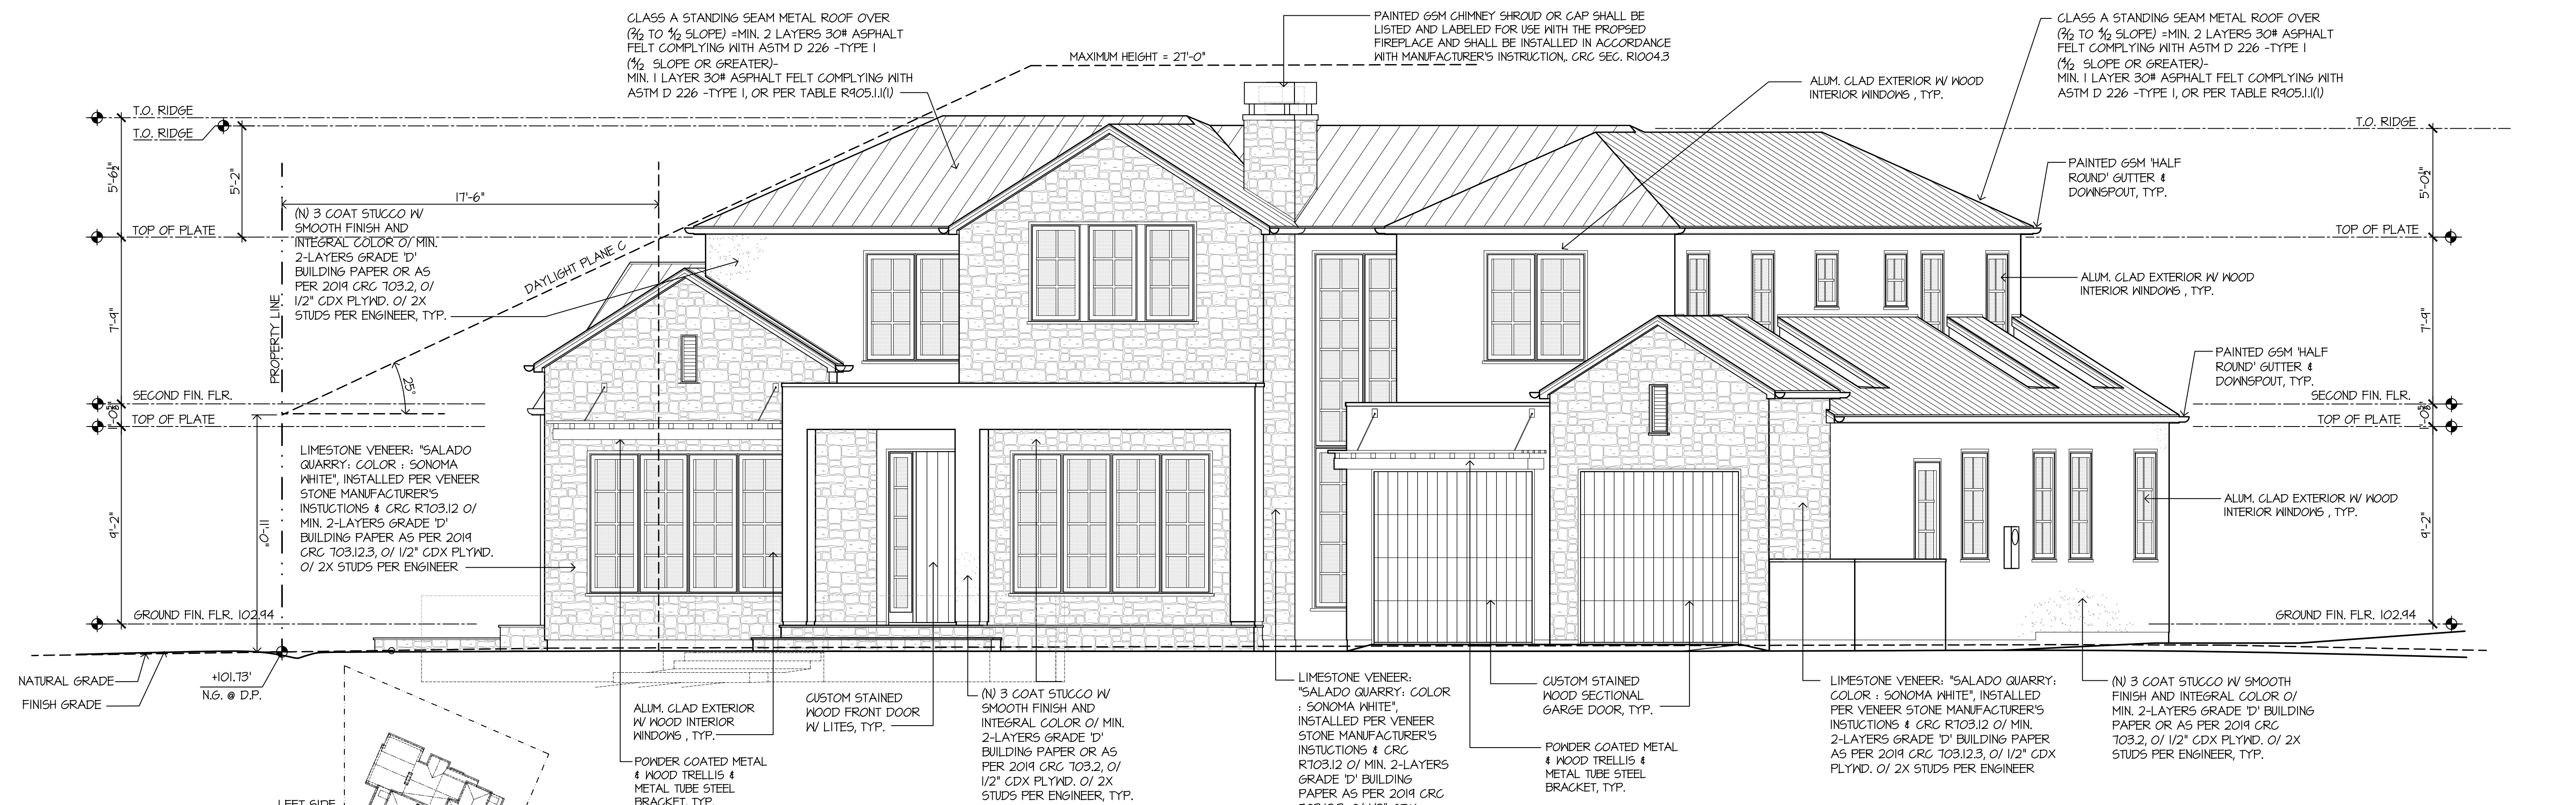 CLASS A STANDING SEAM METAL ROOF OVER
(2/12 TO 4/12 SLOPE) =MIN. 2 LAYERS 30# ASPHALT
FELT COMPLYING WITH ASTM D 226 -TYPE I
(4/12 SLOPE OR GREATER)-
MIN. 1 LAYER 30# ASPHALT FELT COMPLYING WITH
ASTM D 226 -TYPE I, OR PER TABLE R905.1.1(1)
PAINTED GSM CHIMNEY SHROUD OR CAP SHALL BE
LISTED AND LABELED FOR USE WITH THE PROPSED
FIREPLACE AND SHALL BE INSTALLED IN ACCORDANCE
WITH MANUFACTURER'S INSTRUCTION,. CRC SEC. R1004.3
MAXIMUM HEIGHT = 27'-0"
ALUM. CLAD EXTERIOR W/ WOOD
INTERIOR WINDOWS , TYP.
CLASS A STANDING SEAM METAL ROOF OVER
(2/12 TO 4/12 SLOPE) =MIN. 2 LAYERS 30# ASPHALT
FELT COMPLYING WITH ASTM D 226 -TYPE I
(4/12 SLOPE OR GREATER)-
MIN. 1 LAYER 30# ASPHALT FELT COMPLYING WITH
ASTM D 226 -TYPE I, OR PER TABLE R905.1.1(1)
T.O. RIDGE
T.O. RIDGE
T.O. RIDGE
5'-6½"
5'-2"
17'-6"
PAINTED GSM 'HALF
ROUND' GUTTER &
DOWNSPOUT, TYP.
5'-0½"
TOP OF PLATE
TOP OF PLATE
(N) 3 COAT STUCCO W/
SMOOTH FINISH AND
INTEGRAL COLOR O/ MIN.
2-LAYERS GRADE 'D'
BUILDING PAPER OR AS
PER 2019 CRC 703.2, O/
1/2" CDX PLYWD. O/ 2X
STUDS PER ENGINEER, TYP.
DAYLIGHT PLANE C
PROPERTY LINE
25°
7'-9"
ALUM. CLAD EXTERIOR W/ WOOD
INTERIOR WINDOWS , TYP.
7'-9"
PAINTED GSM 'HALF
ROUND' GUTTER &
DOWNSPOUT, TYP.
SECOND FIN. FLR.
SECOND FIN. FLR.
TOP OF PLATE
TOP OF PLATE
LIMESTONE VENEER: "SALADO
QUARRY: COLOR : SONOMA
WHITE", INSTALLED PER VENEER
STONE MANUFACTURER'S
INSTUCTIONS & CRC R703.12 O/
MIN. 2-LAYERS GRADE 'D'
BUILDING PAPER AS PER 2019
CRC 703.12.3, O/ 1/2" CDX PLYWD.
O/ 2X STUDS PER ENGINEER
9'-2"
11'-0"
ALUM. CLAD EXTERIOR W/ WOOD
INTERIOR WINDOWS , TYP.
9'-2"
GROUND FIN. FLR. 102.94
GROUND FIN. FLR. 102.94
NATURAL GRADE
FINISH GRADE
+101.73'
N.G. @ D.P.
LEFT SIDE
ALUM. CLAD EXTERIOR
W/ WOOD INTERIOR
WINDOWS , TYP.
POWDER COATED METAL
& WOOD TRELLIS &
METAL TUBE STEEL
BRACKET, TYP.
CUSTOM STAINED
WOOD FRONT DOOR
W/ LITES, TYP.
(N) 3 COAT STUCCO W/
SMOOTH FINISH AND
INTEGRAL COLOR O/ MIN.
2-LAYERS GRADE 'D'
BUILDING PAPER OR AS
PER 2019 CRC 703.2, O/
1/2" CDX PLYWD. O/ 2X
STUDS PER ENGINEER, TYP.
LIMESTONE VENEER:
"SALADO QUARRY: COLOR
: SONOMA WHITE",
INSTALLED PER VENEER
STONE MANUFACTURER'S
INSTUCTIONS & CRC
R703.12 O/ MIN. 2-LAYERS
GRADE 'D' BUILDING
PAPER AS PER 2019 CRC
CUSTOM STAINED
WOOD SECTIONAL
GARGE DOOR, TYP.
POWDER COATED METAL
& WOOD TRELLIS &
METAL TUBE STEEL
BRACKET, TYP.
LIMESTONE VENEER: "SALADO QUARRY:
COLOR : SONOMA WHITE", INSTALLED
PER VENEER STONE MANUFACTURER'S
INSTUCTIONS & CRC R703.12 O/ MIN.
2-LAYERS GRADE 'D' BUILDING PAPER
AS PER 2019 CRC 703.12.3, O/ 1/2" CDX
PLYWD. O/ 2X STUDS PER ENGINEER
(N) 3 COAT STUCCO W/ SMOOTH
FINISH AND INTEGRAL COLOR O/
MIN. 2-LAYERS GRADE 'D' BUILDING
PAPER OR AS PER 2019 CRC
703.2, O/ 1/2" CDX PLYWD. O/ 2X
STUDS PER ENGINEER, TYP.